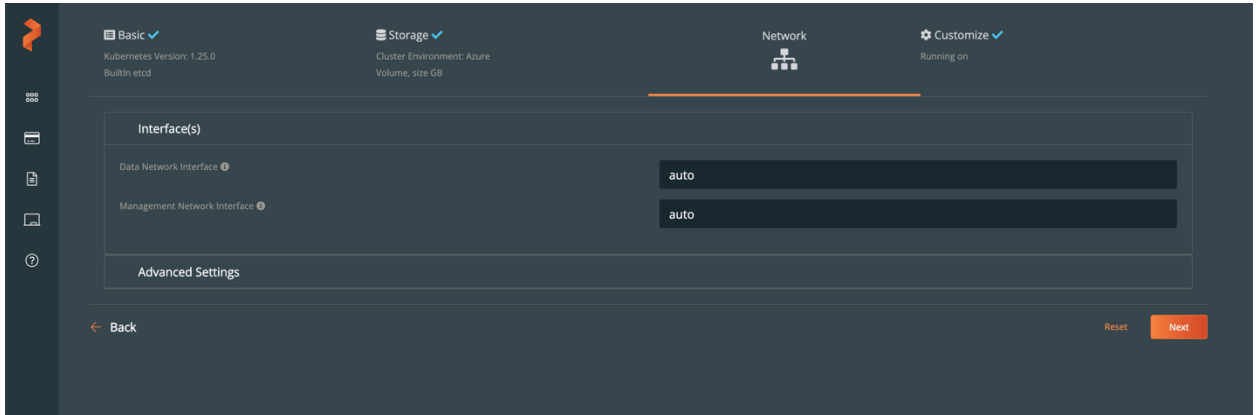 Basic
Kubernetes Version: 1.25.0
Builtin etcd
Storage
Cluster Environment: Azure
Volume, size GB
Network
Customize
Running on
Interface(s)
Data Network Interface
auto
Management Network Interface
auto
Advanced Settings
Back
Reset
Next